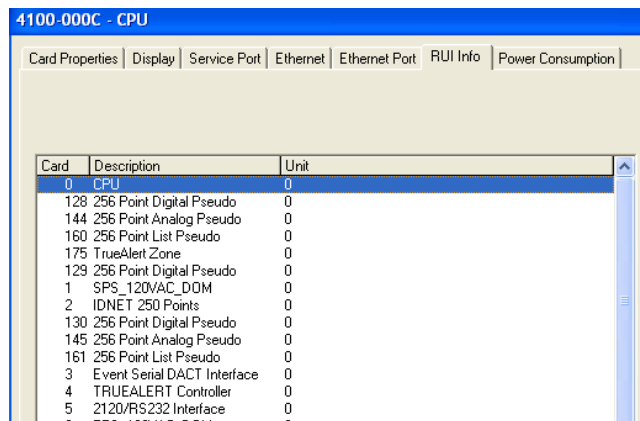 4100-000C - CPU
Card Properties Display Service Port Ethernet Ethernet Port RUI Info Power Consumption
Card Description Unit
0 CPU 0
128 256 Point Digital Pseudo 0
144 256 Point Analog Pseudo 0
160 256 Point List Pseudo 0
175 TrueAlert Zone 0
129 256 Point Digital Pseudo 0
1 SPS_120VAC_DOM 0
2 IDNET 250 Points 0
130 256 Point Digital Pseudo 0
145 256 Point Analog Pseudo 0
161 256 Point List Pseudo 0
3 Event Serial DACT Interface 0
4 TRUEALERT Controller 0
5 2120/RS232 Interface 0